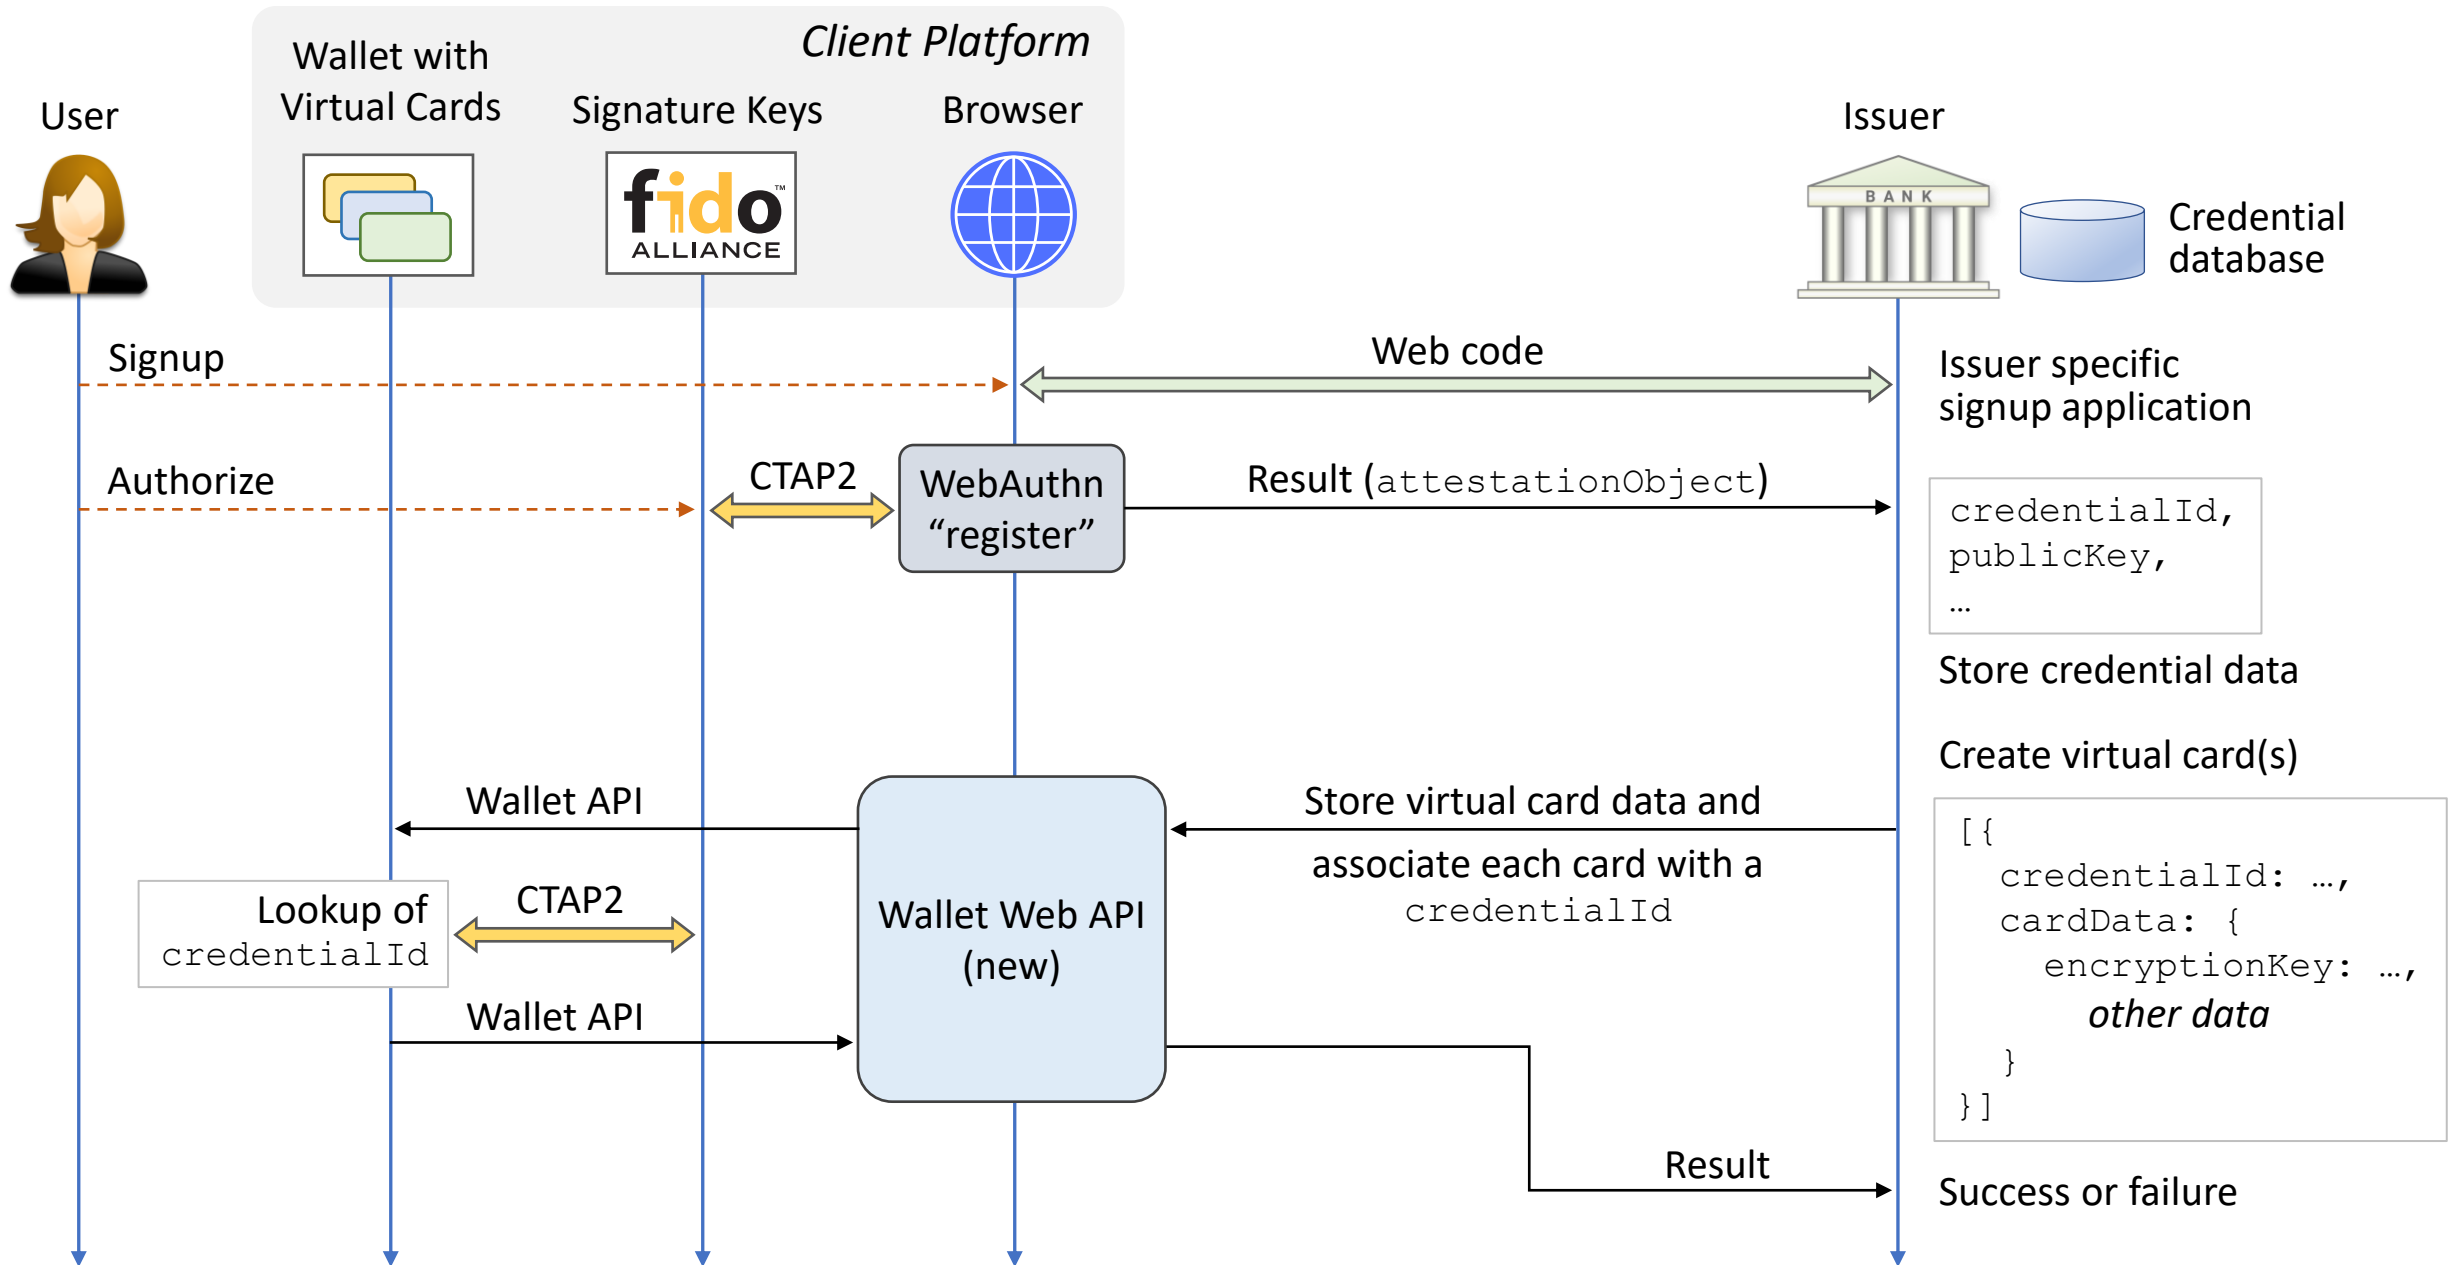 Client Platform
Wallet with
Virtual Cards
User
Signature Keys
Browser
Issuer
fido™
ALLIANCE
BANK
Credential
database
Signup
Web code
Issuer specific
signup application
Authorize
CTAP2
WebAuthn
“register”
Result (attestationObject)
credentialId,
publicKey,
…
Store credential data
Create virtual card(s)
Wallet API
Store virtual card data and
associate each card with a
credentialId
[{
credentialId: …,
cardData: {
encryptionKey: …,
other data
}
}]
Lookup of
credentialId
CTAP2
Wallet Web API
(new)
Wallet API
Result
Success or failure